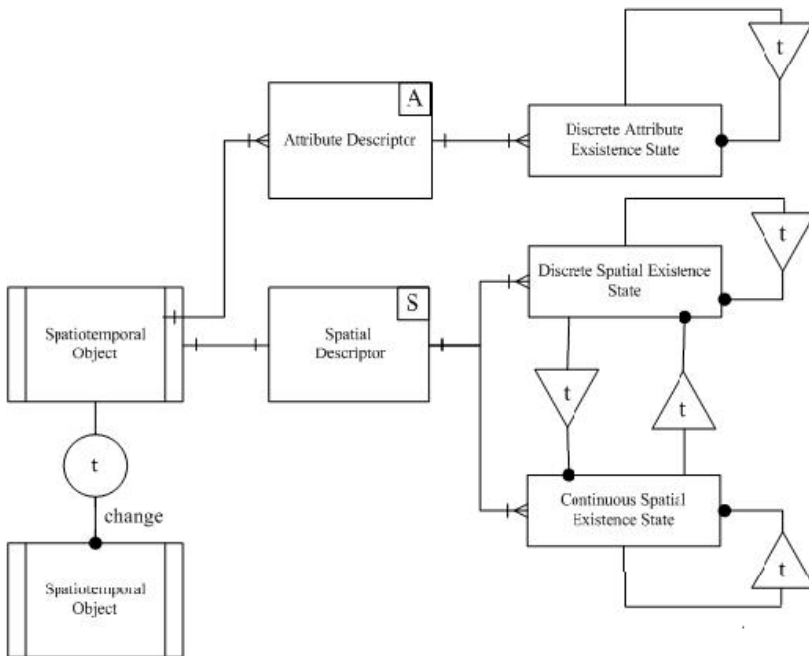 t
A
Attribute Descriptor
Discrete Attribute
Exsistence State
t
S
Discrete Spatial Existence
State
Spatiotemporal
Object
Spatial
Descriptor
t
t
t
change
Continuous Spatial
Existence State
t
Spatiotemporal
Object